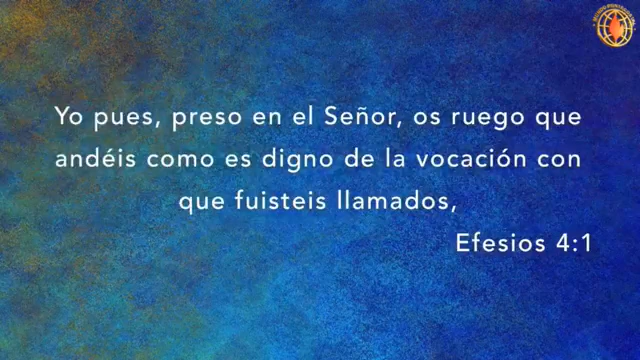 Yo pues, preso en el Señor, os ruego que
andéis como es digno de la vocación con
que fuisteis llamados,
Efesios 4:1